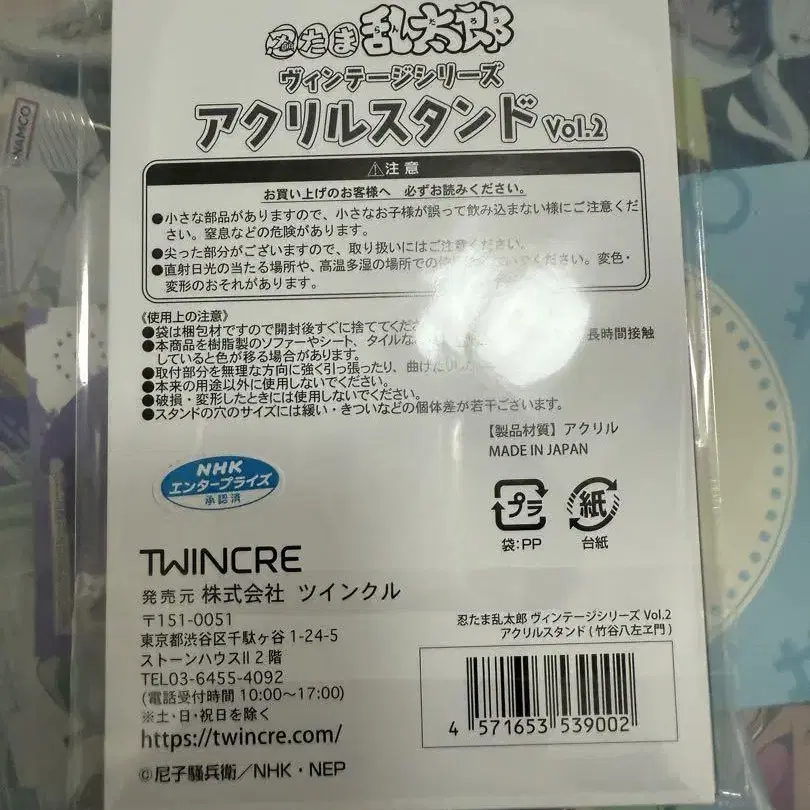 忍たま乱太郎
らんたろう
ヴィンテージシリーズ
アクリルスタンド Vol.2
⚠注意
お買い上げのお客様へ 必ずお読みください。
●小さな部品がありますので、小さなお子様が誤って飲み込まない様にご注意くだ
さい。窒息などの危険があります。
●尖った部分がございますので、取り扱いにはご注意ください。
●直射日光の当たる場所や、高温多湿の場所での
でください。変色・
変形のおそれがあります。
《使用上の注意》
●袋は梱包材ですので開封後すぐに捨ててくださ
●本商品を樹脂製のソファーやシート、タイルな
長時間接触
していると色が移る場合があります。
●取付部分を無理な方向に強く引っ張ったり、曲げたり
●本来の用途以外に使用しないでください。
●破損・変形したときには使用しないでください。
●スタンドの穴のサイズには緩い・きついなどの個体差が若干ございます。
【製品材質】アクリル
MADE IN JAPAN
NHK
エンタープライズ
承認済
プラ
袋:PP
紙
台紙
TWINCRE
発売元 株式会社 ツインクル
〒151-0051
東京都渋谷区千駄ヶ谷1-24-5
ストーンハウスII 2階
TEL03-6455-4092
(電話受付時間 10:00〜17:00)
※土・日・祝日を除く
https://twincre.com/
©尼子騒兵衛/NHK・NEP
忍たま乱太郎 ヴィンテージシリーズ Vol.2
アクリルスタンド(竹谷八左ヱ門)
4 571653 539002
NAMCO